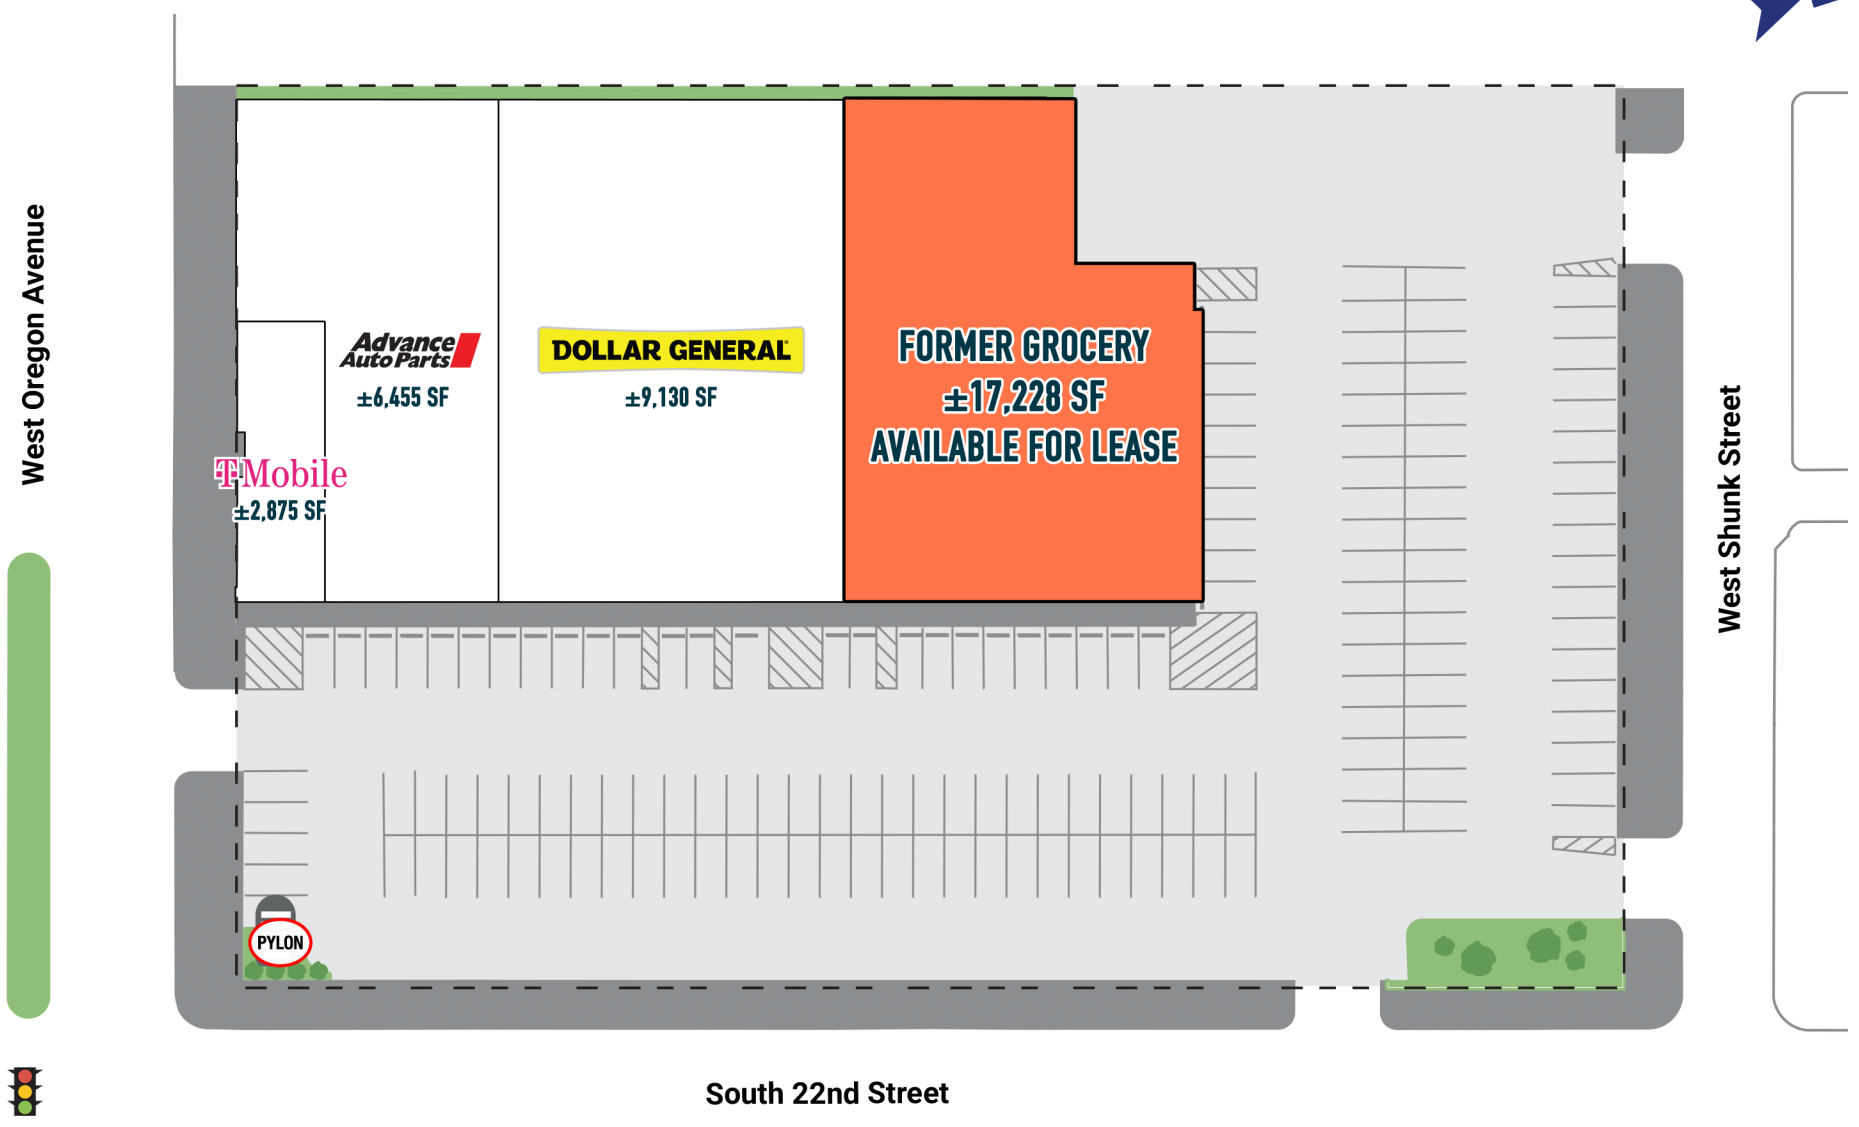 West Oregon Avenue
Advance
Auto Parts
±6,455 SF
DOLLAR GENERAL
±9,130 SF
FORMER GROCERY
±17,228 SF
AVAILABLE FOR LEASE
T-Mobile
±2,875 SF
West Shunk Street
PYLON
South 22nd Street